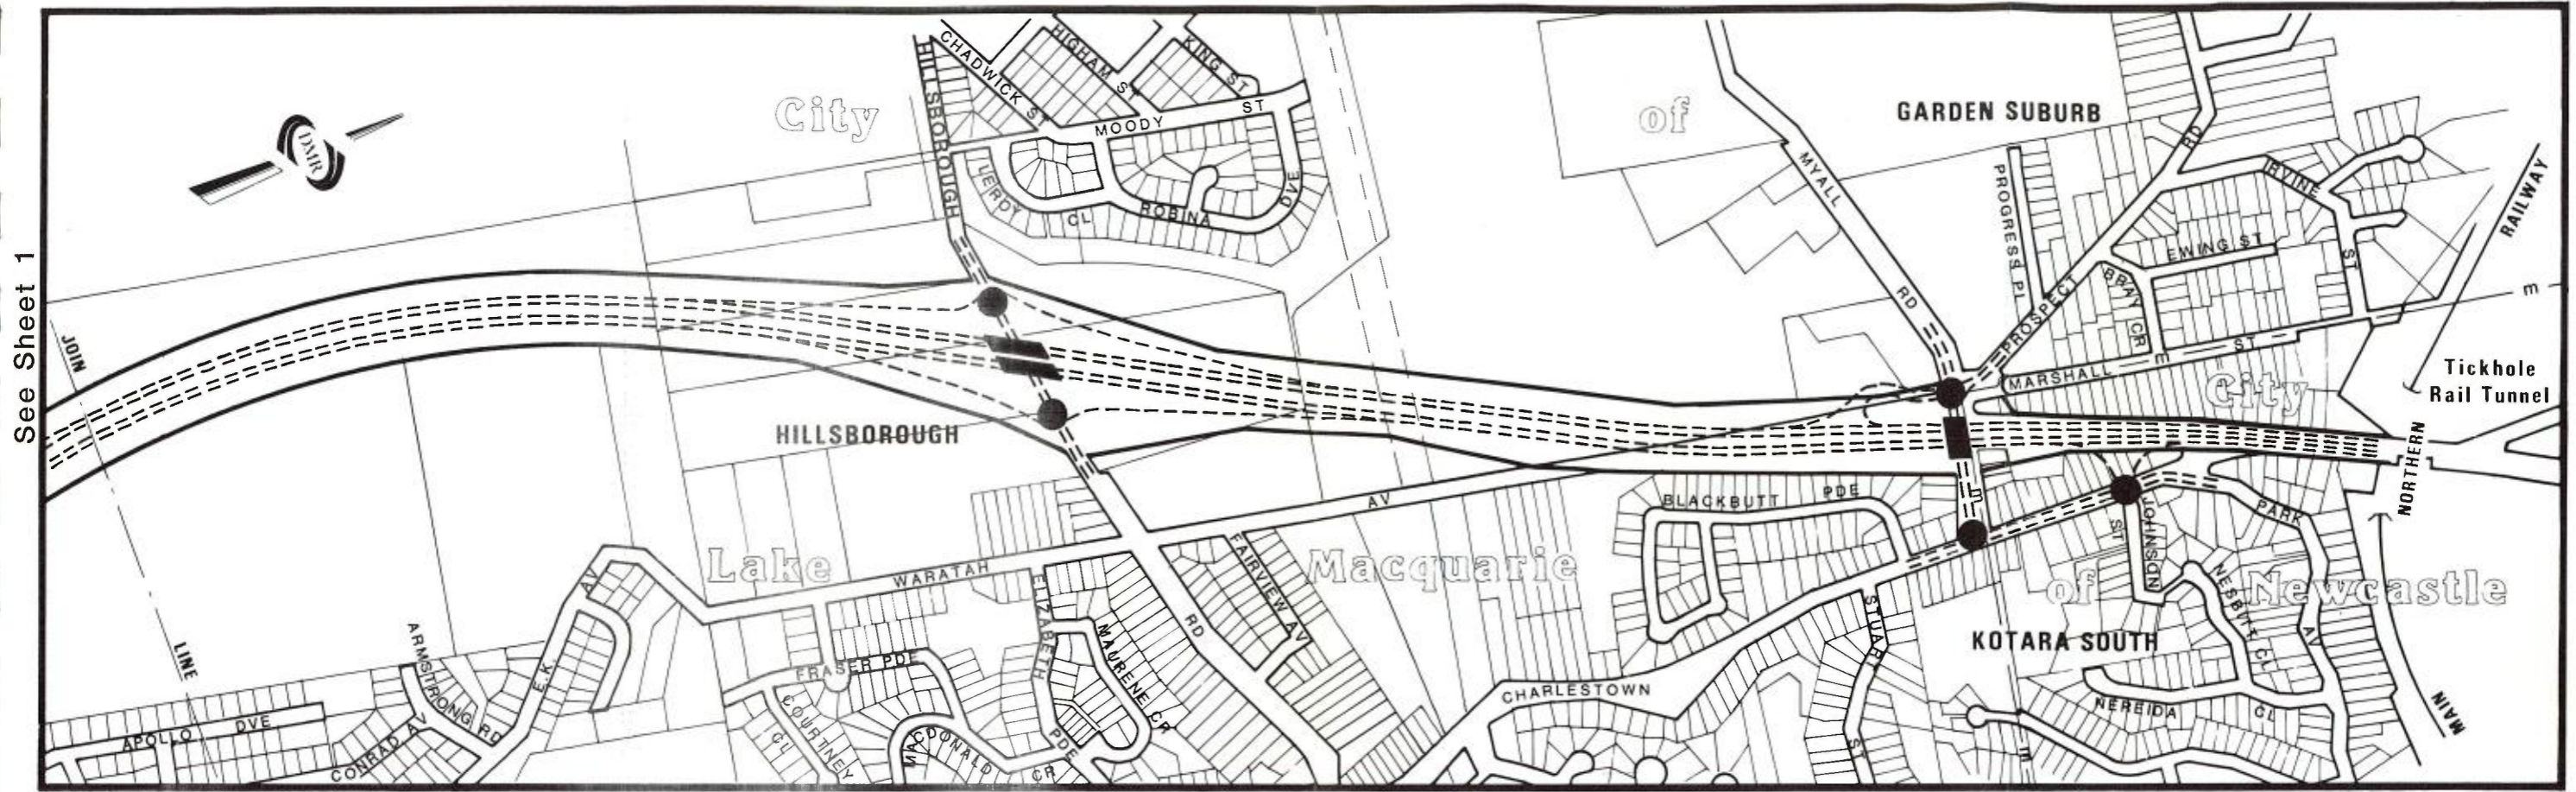 See Sheet 1
JOIN
LINE
DMR
City
of
Lake
Macquarie
City
of
Newcastle
HILLSBOROUGH
GARDEN SUBURB
KOTARA SOUTH
CHADWICK ST
HIGHAM ST
KING ST
MOODY ST
LEROY CL
ROBINA DVE
HILLSBOROUGH
RD
MYALL RD
PROGRESS PL
PROSPECT RD
IRVINE ST
EWING ST
BRAY CR
MARSHALL ST
RAILWAY
Tickhole
Rail Tunnel
NORTHERN
MAIN
PARK AV
JOHNSON ST
NESBITT CL
NEREIDA CL
BLACKBUTT PDE
STUART ST
CHARLESTOWN
WARATAH AV
FAIRVIEW AV
ELIZABETH PDE
MAURENE CR
FRASER PDE
COURTNEY CL
MACDONALD CR
E.K. AV
ARMSTRONG RD
CONRAD AV
APOLLO DVE